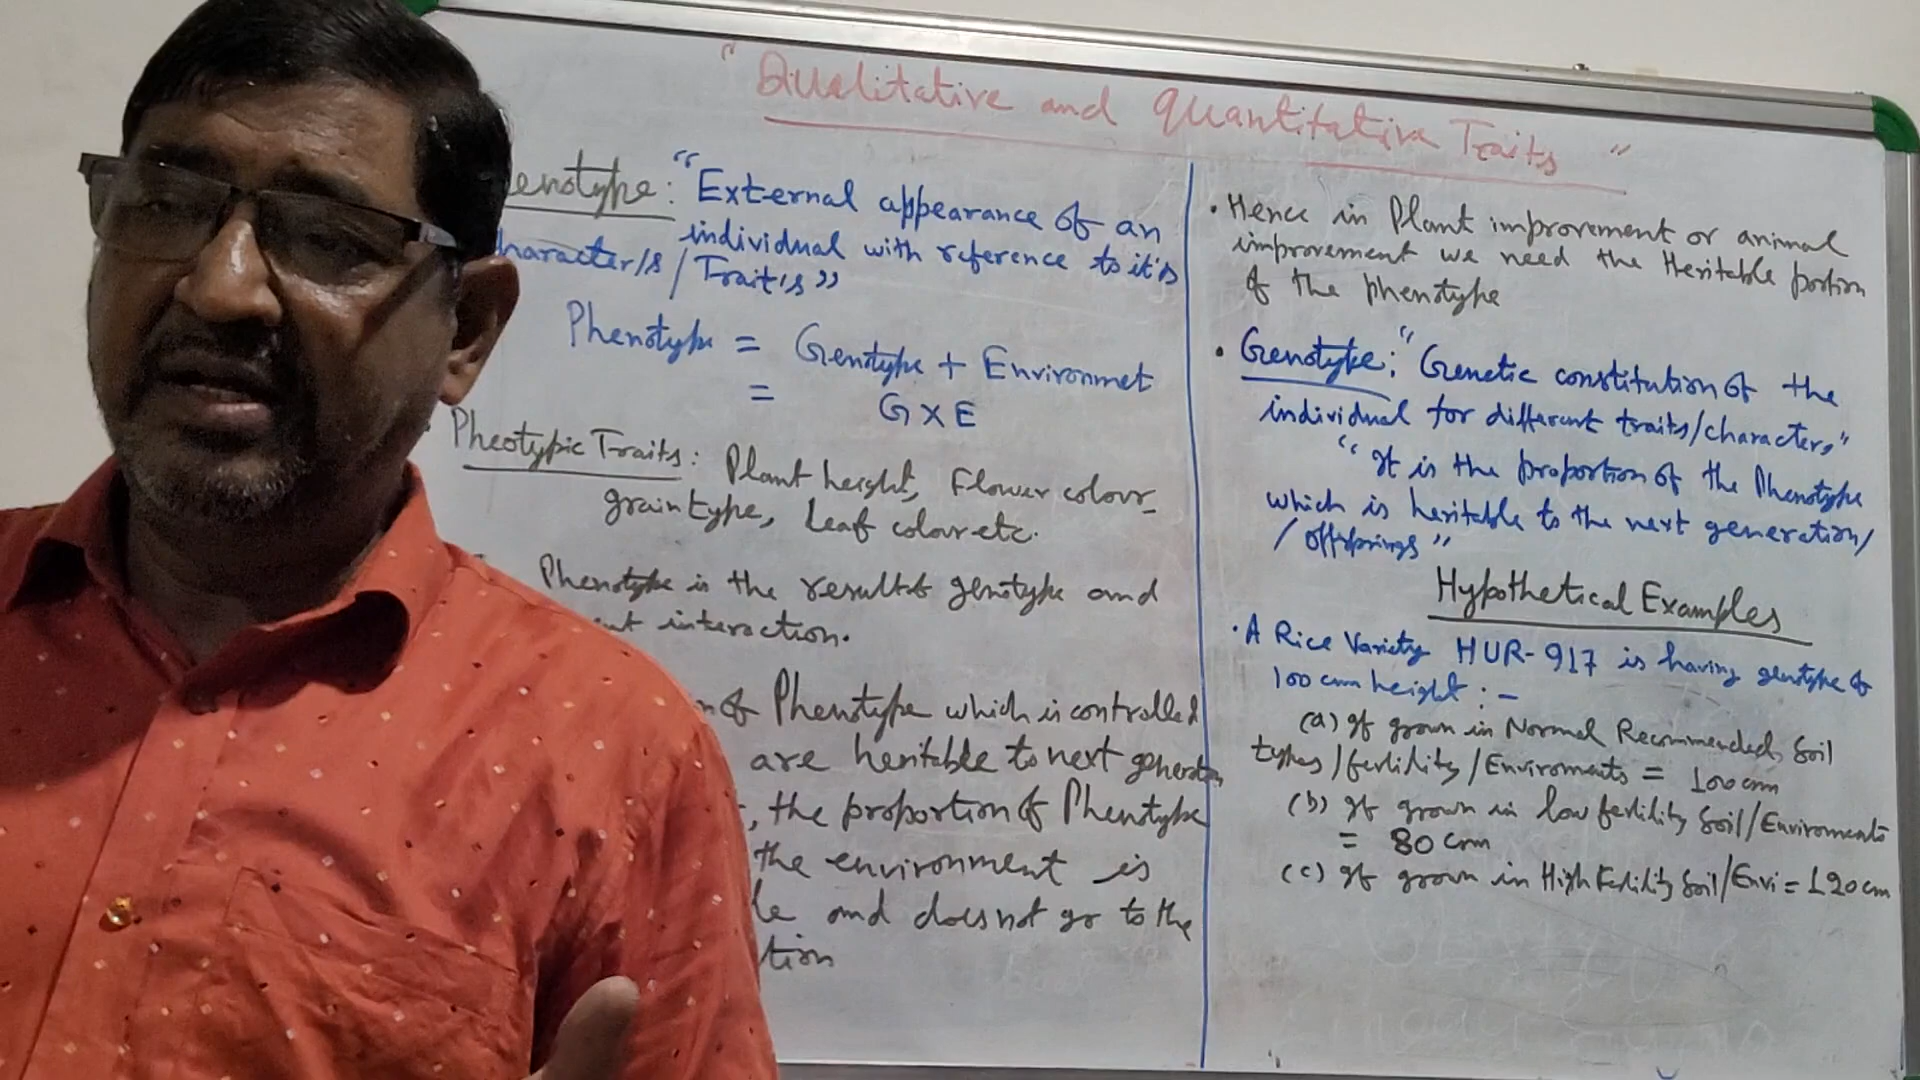 "Qualitative and Quantitative Traits"
enotype: "External appearance of an
individual with reference to it's
haracter/s / Trait/s"
Phenotype = Genotype + Environmet
= G X E
Pheotypic Traits: Plant height, Flower colour
grain type, Leaf colour etc.
Phenotype is the result of genotype and
interaction.
of Phenotype which is controlled
are heritable to next generation
; the proportion of Phenotype
the environment is
and does not go to the
tion
• Hence in Plant improvement or animal
improvement we need the Heritable portion
of the phenotype
• Genotype: "Genetic constitution of the
individual for different traits/characters"
"It is the proportion of the Phenotype
which is heritable to the next generation/
/offsprings"
Hypothetical Examples
• A Rice Variety HUR-917 is having genotype of
100 cm height : -
(a) If grown in Normal Recommended Soil
types/fertility/Enviroments = 100 cm
(b) If grown in low fertility Soil/Enviroments
= 80 cm
(c) If grown in High Fertility Soil/Envi = 120 cm